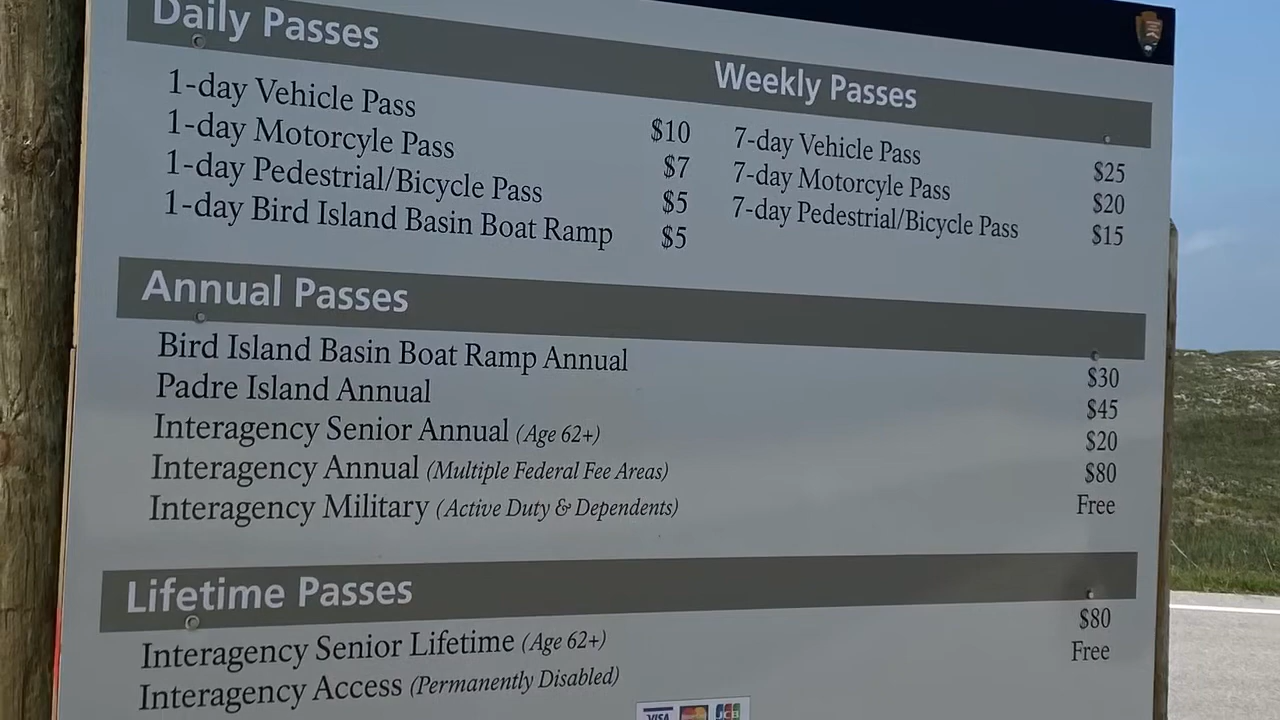 Daily Passes
1-day Vehicle Pass $10
1-day Motorcyle Pass $7
1-day Pedestrial/Bicycle Pass $5
1-day Bird Island Basin Boat Ramp $5
Weekly Passes
7-day Vehicle Pass $25
7-day Motorcyle Pass $20
7-day Pedestrial/Bicycle Pass $15
Annual Passes
Bird Island Basin Boat Ramp Annual $30
Padre Island Annual $45
Interagency Senior Annual (Age 62+) $20
Interagency Annual (Multiple Federal Fee Areas) $80
Interagency Military (Active Duty & Dependents) Free
Lifetime Passes
Interagency Senior Lifetime (Age 62+) $80
Interagency Access (Permanently Disabled) Free
VISA JCB